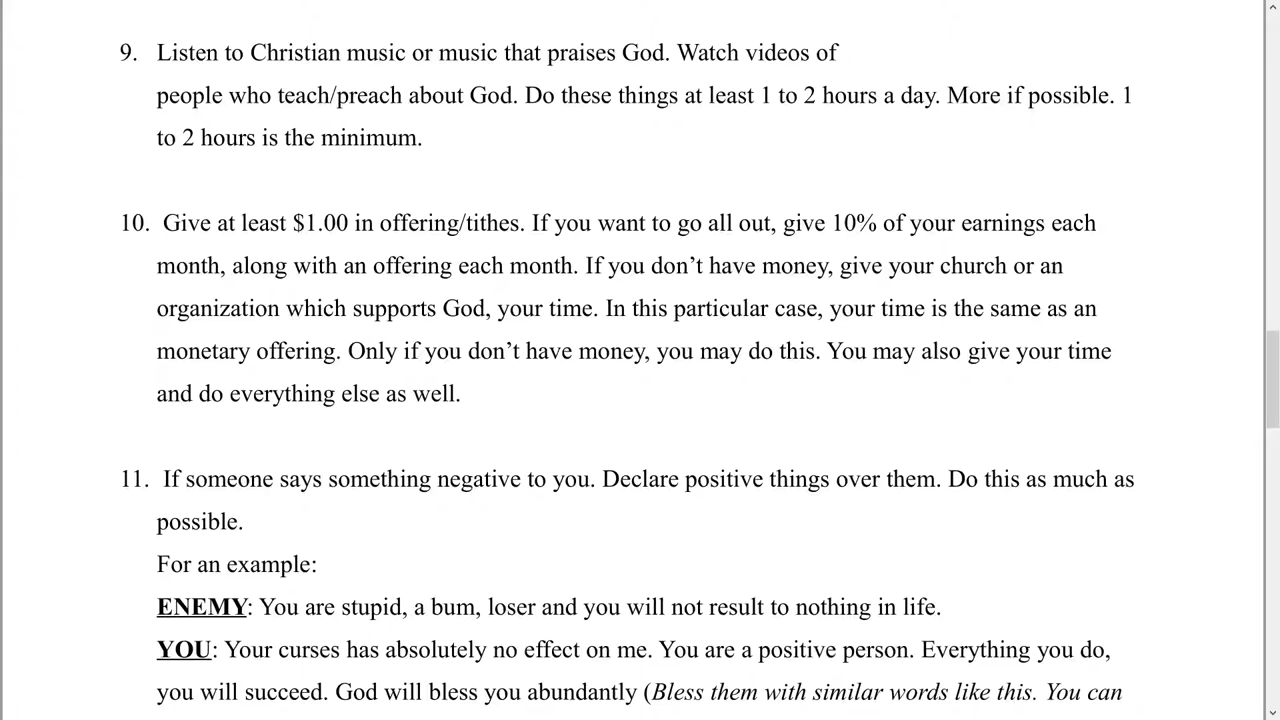 9. Listen to Christian music or music that praises God. Watch videos of
people who teach/preach about God. Do these things at least 1 to 2 hours a day. More if possible. 1
to 2 hours is the minimum.
10. Give at least $1.00 in offering/tithes. If you want to go all out, give 10% of your earnings each
month, along with an offering each month. If you don’t have money, give your church or an
organization which supports God, your time. In this particular case, your time is the same as an
monetary offering. Only if you don’t have money, you may do this. You may also give your time
and do everything else as well.
11. If someone says something negative to you. Declare positive things over them. Do this as much as
possible.
For an example:
ENEMY: You are stupid, a bum, loser and you will not result to nothing in life.
YOU: Your curses has absolutely no effect on me. You are a positive person. Everything you do,
you will succeed. God will bless you abundantly (Bless them with similar words like this. You can